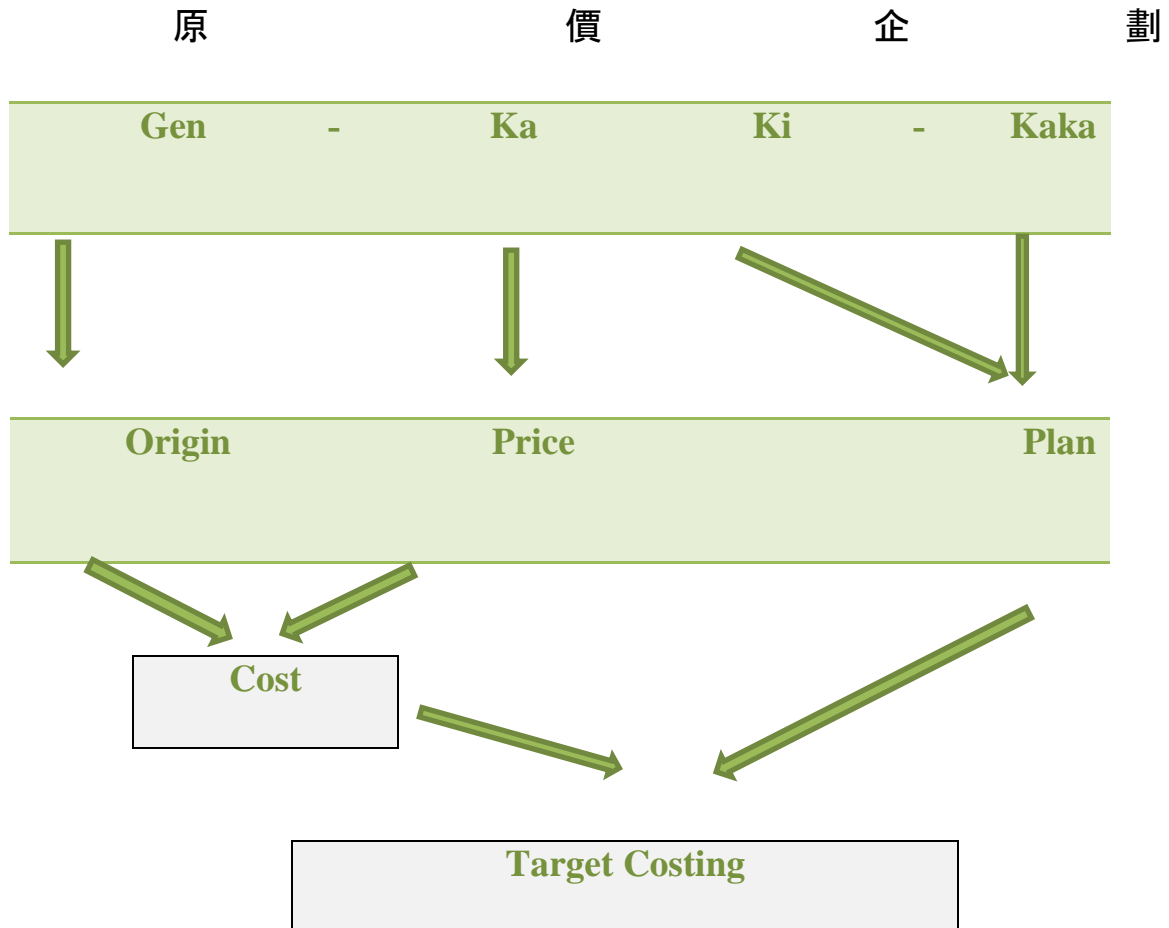 原 價 企 劃
Gen - Ka Ki - Kaka
Origin Price Plan
Cost
Target Costing